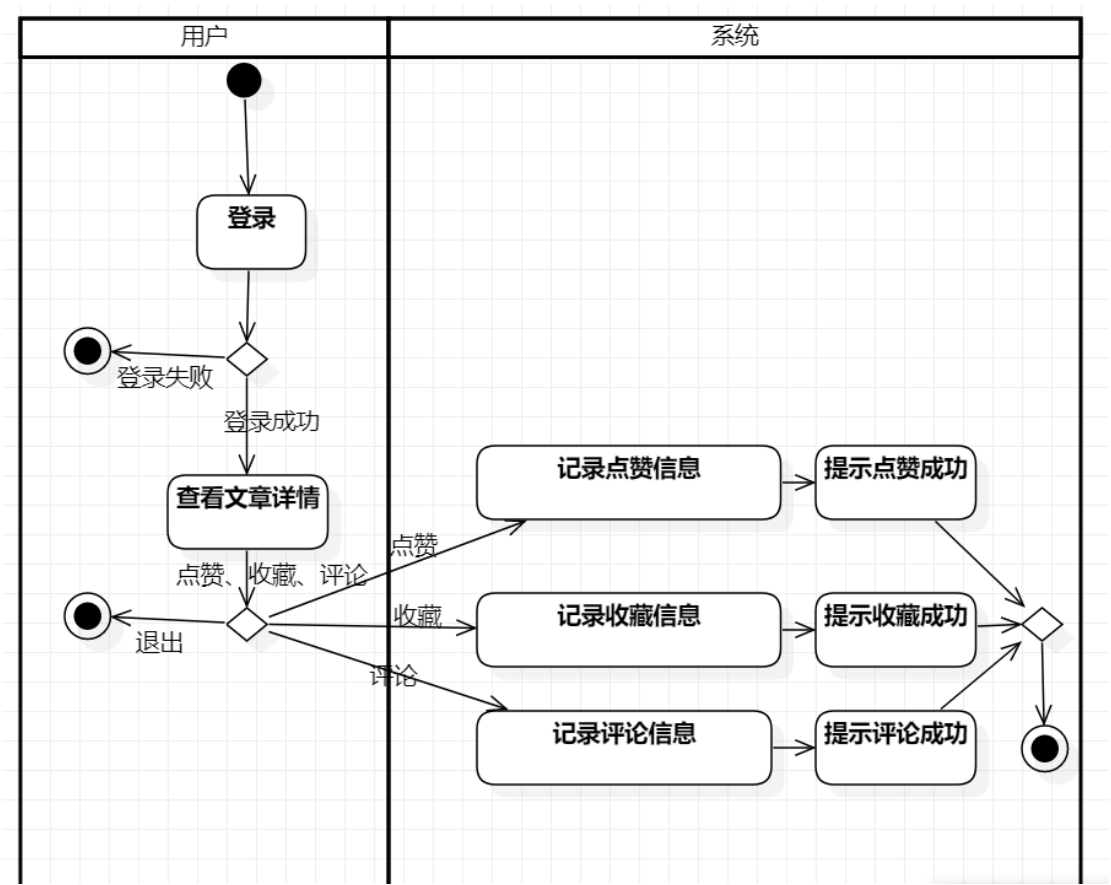 用户
系统
登录
登录失败
登录成功
查看文章详情
点赞、收藏、评论
退出
点赞
收藏
评论
记录点赞信息
提示点赞成功
记录收藏信息
提示收藏成功
记录评论信息
提示评论成功